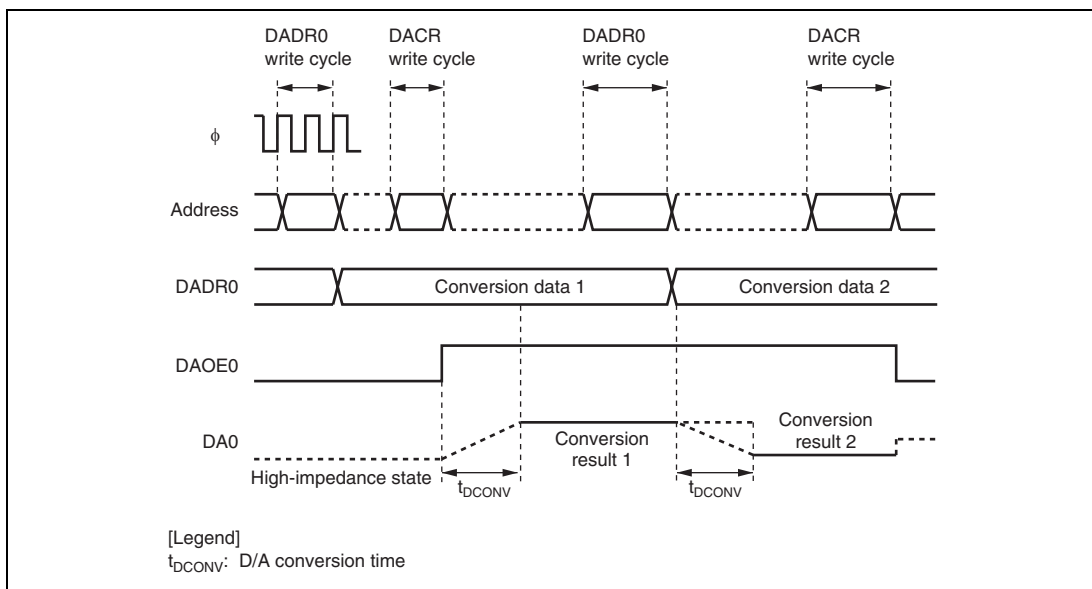 DADR0
write cycle
DACR
write cycle
DADR0
write cycle
DACR
write cycle
ϕ
Address
DADR0
Conversion data 1
Conversion data 2
DAOE0
DA0
Conversion
result 1
Conversion
result 2
High-impedance state
tDCONV
tDCONV
[Legend]
tDCONV: D/A conversion time